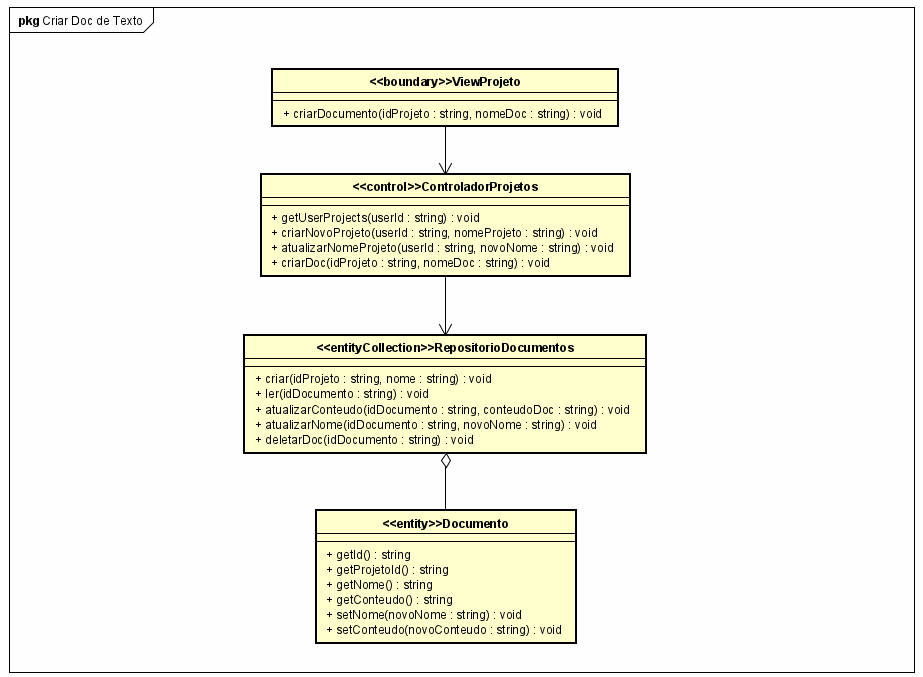 pkg Criar Doc de Texto
<<boundary>>ViewProjeto
+ criarDocumento(idProjeto : string, nomeDoc : string) : void
<<control>>ControladorProjetos
+ getUserProjects(userId : string) : void
+ criarNovoProjeto(userId : string, nomeProjeto : string) : void
+ atualizarNomeProjeto(userId : string, novoNome : string) : void
+ criarDoc(idProjeto : string, nomeDoc : string) : void
<<entityCollection>>RepositorioDocumentos
+ criar(idProjeto : string, nome : string) : void
+ ler(idDocumento : string) : void
+ atualizarConteudo(idDocumento : string, conteudoDoc : string) : void
+ atualizarNome(idDocumento : string, novoNome : string) : void
+ deletarDoc(idDocumento : string) : void
<<entity>>Documento
+ getId() : string
+ getProjetoId() : string
+ getNome() : string
+ getConteudo() : string
+ setNome(novoNome : string) : void
+ setConteudo(novoConteudo : string) : void